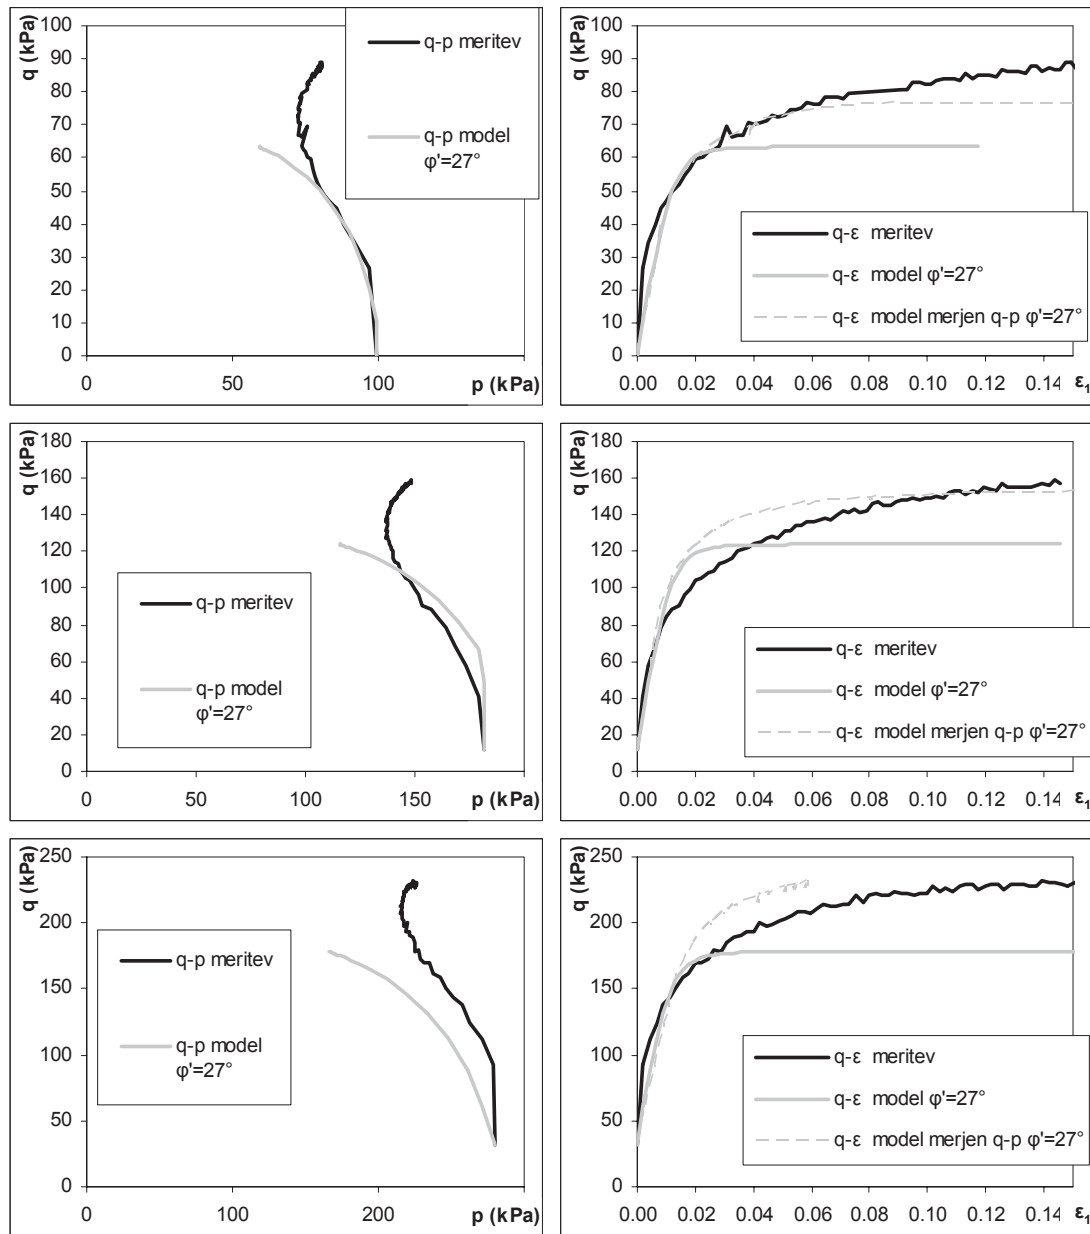 q (kPa)
100
90
80
70
60
50
40
30
20
10
0
0
50
100
p (kPa)
q-p meritev
q-p model
φ'=27°
q (kPa)
100
90
80
70
60
50
40
30
20
10
0
0.00 0.02 0.04 0.06 0.08 0.10 0.12 0.14 ε₁
q-ε meritev
q-ε model φ'=27°
q-ε model merjen q-p φ'=27°
q (kPa)
180
160
140
120
100
80
60
40
20
0
0
50
100
150
p (kPa)
q-p meritev
q-p model
φ'=27°
q (kPa)
180
160
140
120
100
80
60
40
20
0
0.00 0.02 0.04 0.06 0.08 0.10 0.12 0.14 ε₁
q-ε meritev
q-ε model φ'=27°
q-ε model merjen q-p φ'=27°
q (kPa)
250
200
150
100
50
0
0
100
200
p (kPa)
q-p meritev
q-p model
φ'=27°
q (kPa)
250
200
150
100
50
0
0.00 0.02 0.04 0.06 0.08 0.10 0.12 0.14 ε₁
q-ε meritev
q-ε model φ'=27°
q-ε model merjen q-p φ'=27°